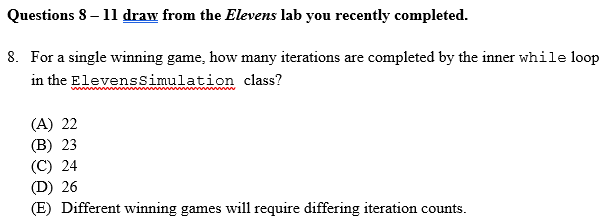 Questions 8 – 11 draw from the Elevens lab you recently completed.
8. For a single winning game, how many iterations are completed by the inner while loop
in the ElevensSimulation class?
(A) 22
(B) 23
(C) 24
(D) 26
(E) Different winning games will require differing iteration counts.